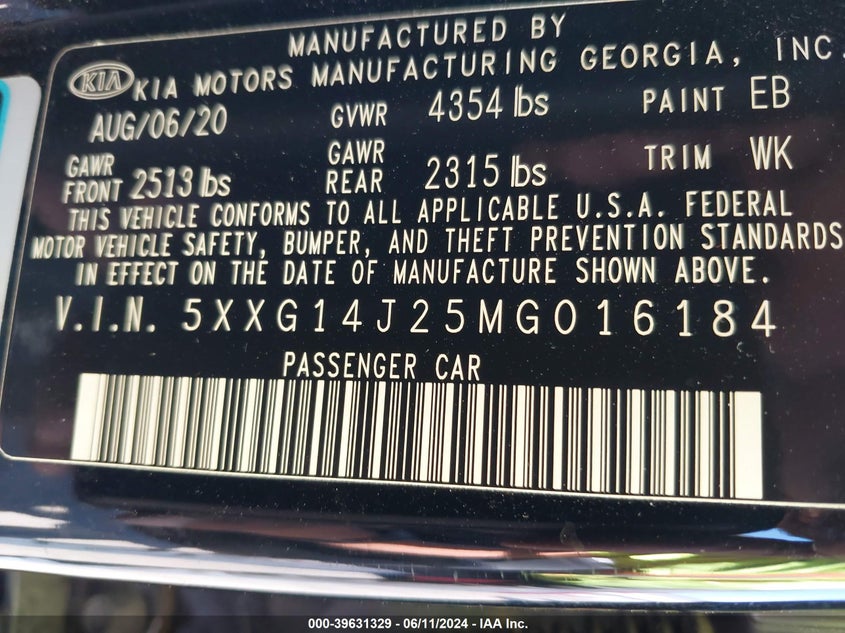 MANUFACTURED BY
KIA KIA MOTORS MANUFACTURING GEORGIA, INC.
AUG/06/20 GVWR 4354 lbs PAINT EB
GAWR FRONT 2513 lbs GAWR REAR 2315 lbs TRIM WK
THIS VEHICLE CONFORMS TO ALL APPLICABLE U.S.A. FEDERAL
MOTOR VEHICLE SAFETY, BUMPER, AND THEFT PREVENTION STANDARDS
IN EFFECT ON THE DATE OF MANUFACTURE SHOWN ABOVE.
V.I.N. 5XXG14J25MG016184
PASSENGER CAR
000-39631329 - 06/11/2024 - IAA Inc.